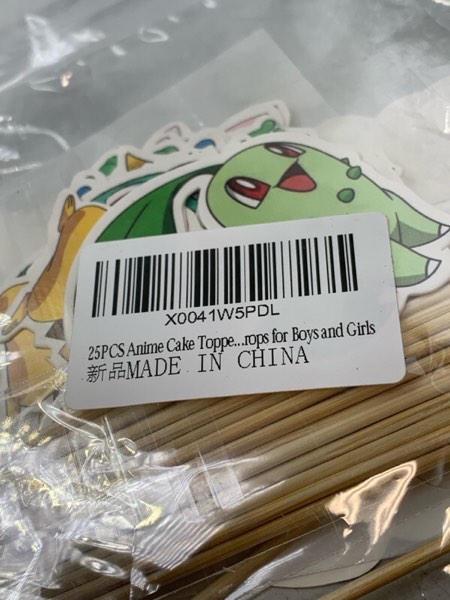 X0041W5PDL
25PCS Anime Cake Toppe...rops for Boys and Girls
新品MADE IN CHINA